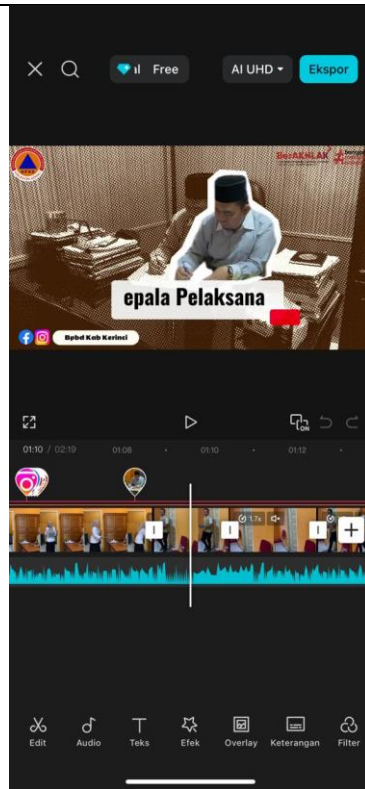 Free
AI UHD
Ekspor
BerAKHLAK
epala Pelaksana
Bpbd Kab Kerinci
ON
01:10 / 02:19
01:08
01:10
01:12
1.7x
Edit
Audio
Teks
Efek
Overlay
Keterangan
Filter